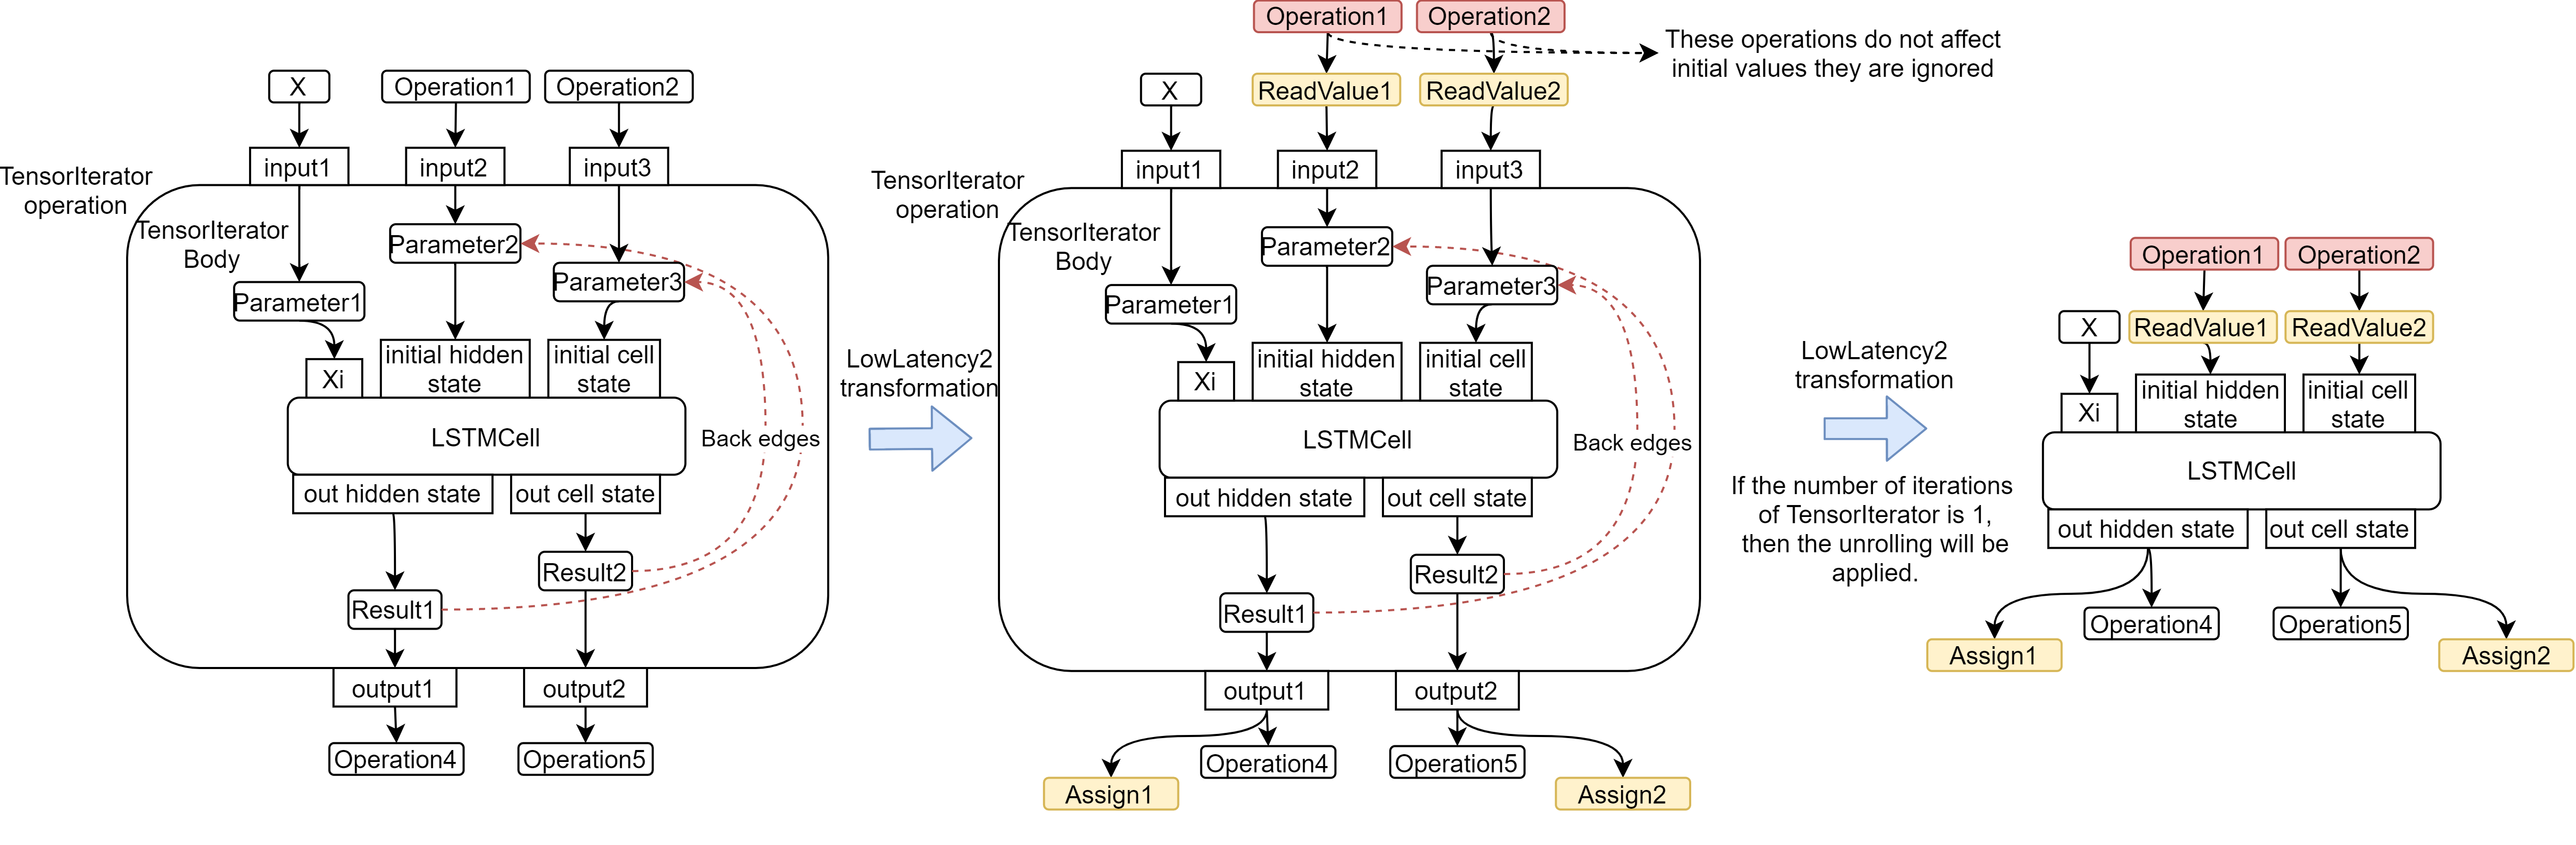 X
Operation1
Operation2
input1
input2
input3
TensorIterator
operation
TensorIterator
Body
Parameter2
Parameter3
Parameter1
Xi
initial hidden
state
initial cell
state
LSTMCell
Back edges
out hidden state
out cell state
Result2
Result1
output1
output2
Operation4
Operation5
LowLatency2
transformation
Operation1
Operation2
These operations do not affect
initial values they are ignored
X
ReadValue1
ReadValue2
input1
input2
input3
TensorIterator
operation
TensorIterator
Body
Parameter2
Parameter3
Parameter1
Xi
initial hidden
state
initial cell
state
LSTMCell
Back edges
out hidden state
out cell state
Result2
Result1
output1
output2
Operation4
Operation5
Assign1
Assign2
LowLatency2
transformation
If the number of iterations
of TensorIterator is 1,
then the unrolling will be
applied.
Operation1
Operation2
X
ReadValue1
ReadValue2
Xi
initial hidden
state
initial cell
state
LSTMCell
out hidden state
out cell state
Operation4
Operation5
Assign1
Assign2